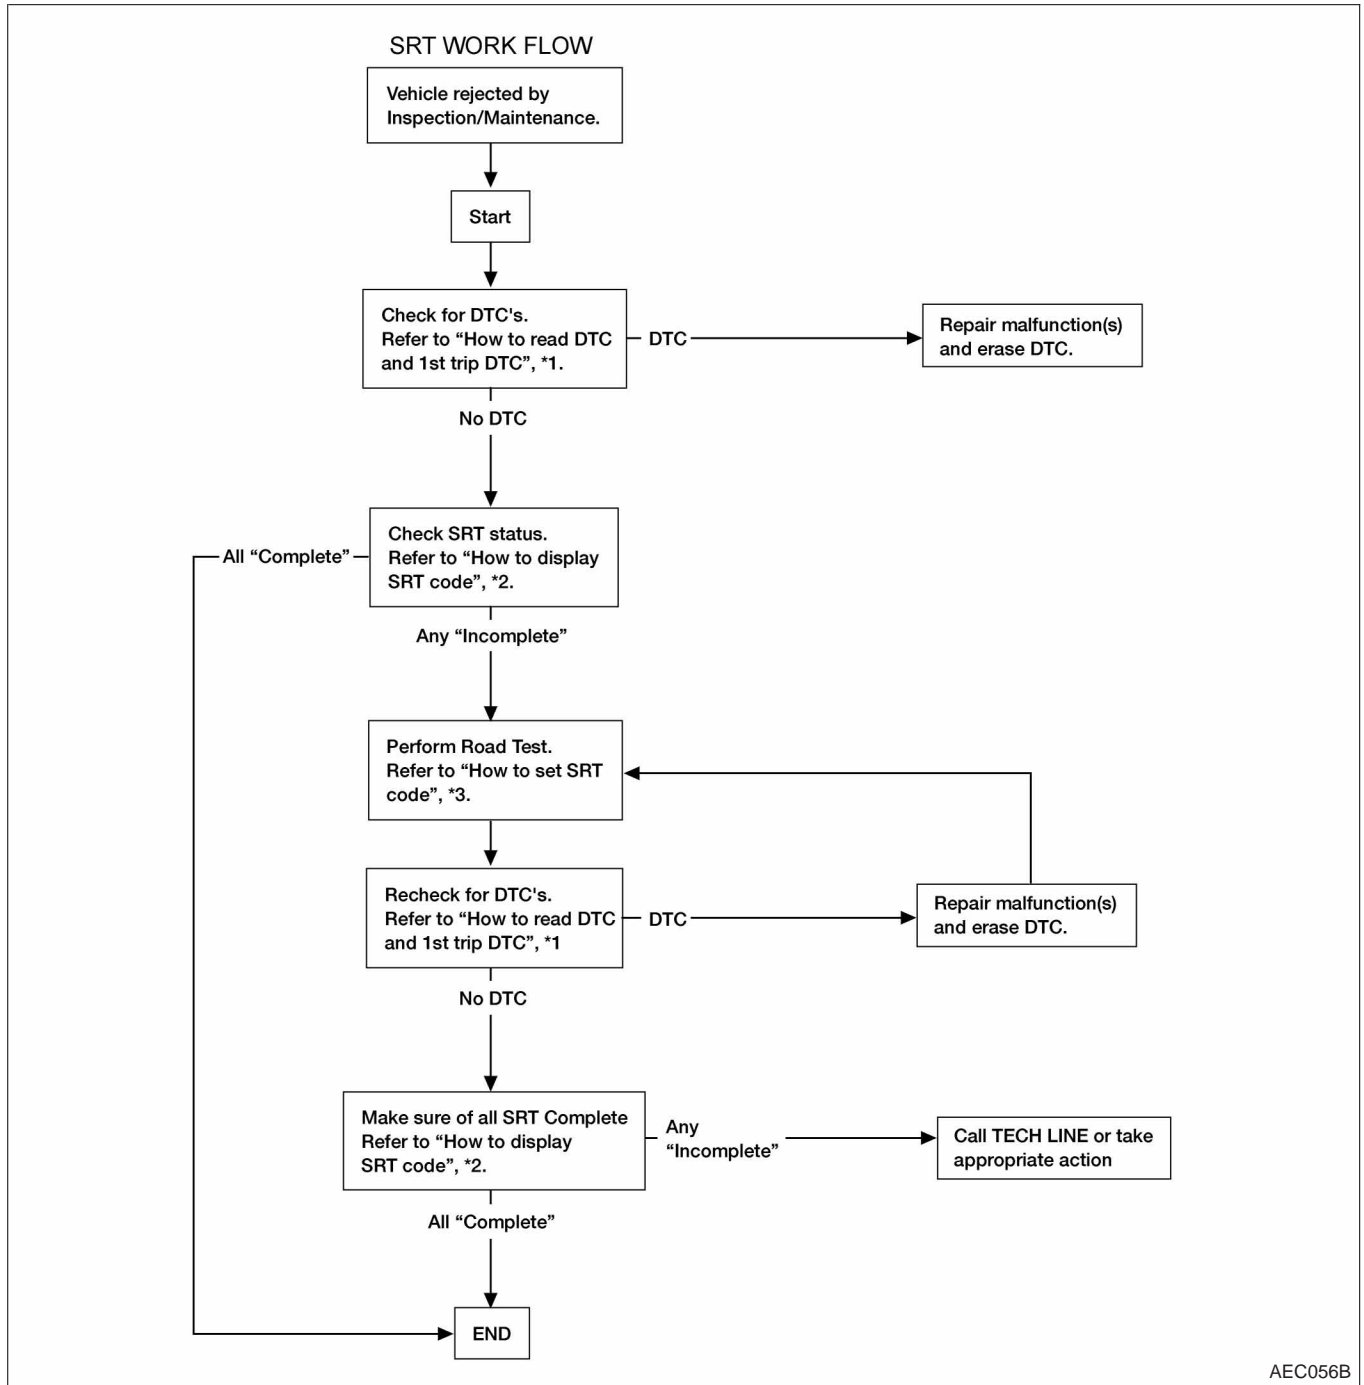 SRT WORK FLOW
Vehicle rejected by
Inspection/Maintenance.
Start
Check for DTC's.
Refer to “How to read DTC
and 1st trip DTC”, *1.
DTC
Repair malfunction(s)
and erase DTC.
No DTC
Check SRT status.
Refer to “How to display
SRT code”, *2.
All “Complete”
Any “Incomplete”
Perform Road Test.
Refer to “How to set SRT
code”, *3.
Recheck for DTC's.
Refer to “How to read DTC
and 1st trip DTC”, *1
DTC
Repair malfunction(s)
and erase DTC.
No DTC
Make sure of all SRT Complete
Refer to “How to display
SRT code”, *2.
Any
“Incomplete”
Call TECH LINE or take
appropriate action
All “Complete”
END
AEC056B